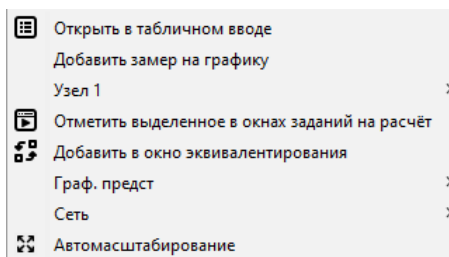 Открыть в табличном вводе
Добавить замер на графику
Узел 1
Отметить выделенное в окнах заданий на расчёт
Добавить в окно эквивалентирования
Граф. предст
Сеть
Автомасштабирование